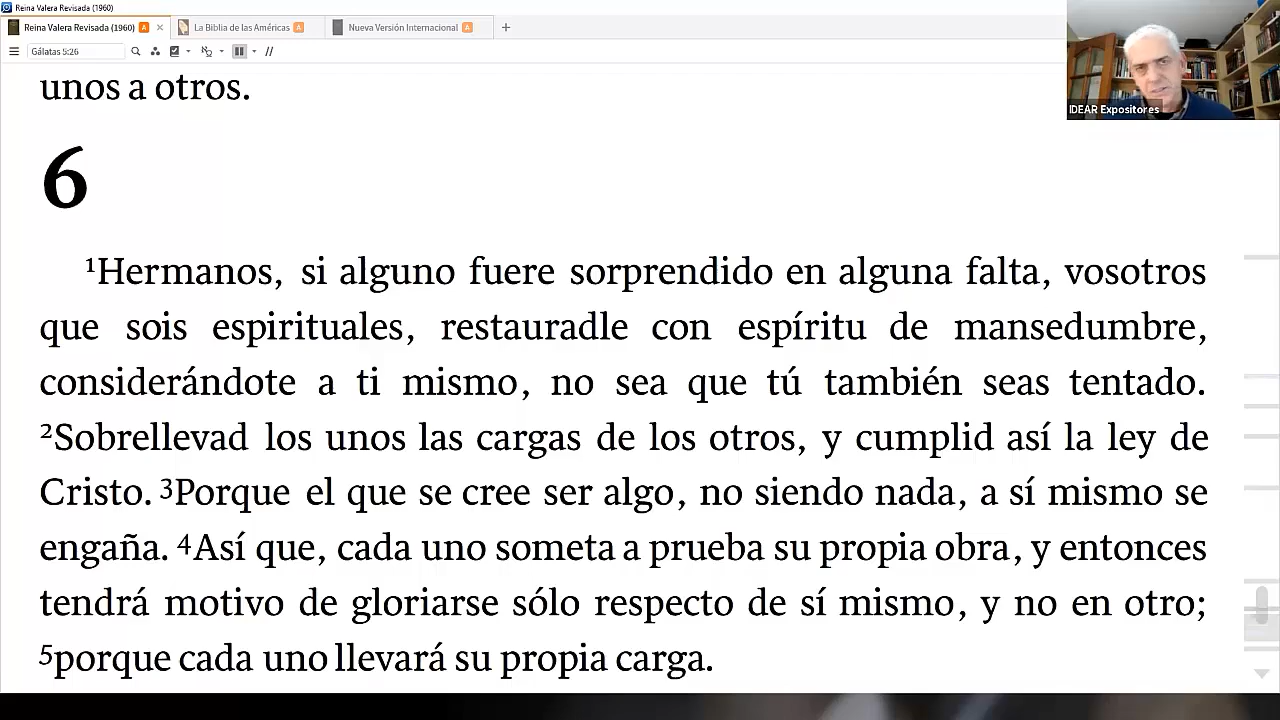 Reina Valera Revisada (1960)
Reina Valera Revisada (1960) A
La Biblia de las Américas A
Nueva Versión Internacional A
Gálatas 5:26
IDEAR Expositores
unos a otros.
6
¹Hermanos, si alguno fuere sorprendido en alguna falta, vosotros
que sois espirituales, restauradle con espíritu de mansedumbre,
considerándote a ti mismo, no sea que tú también seas tentado.
²Sobrellevad los unos las cargas de los otros, y cumplid así la ley de
Cristo. ³Porque el que se cree ser algo, no siendo nada, a sí mismo se
engaña. ⁴Así que, cada uno someta a prueba su propia obra, y entonces
tendrá motivo de gloriarse sólo respecto de sí mismo, y no en otro;
⁵porque cada uno llevará su propia carga.